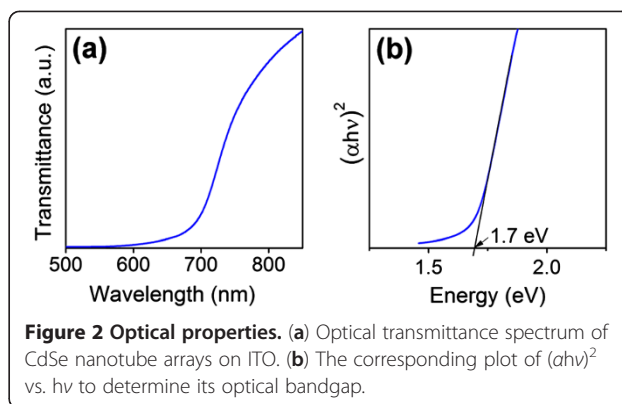 (a)
Transmittance (a.u.)
500 600 700 800
Wavelength (nm)
(b)
(αhν)²
1.7 eV
1.5 2.0
Energy (eV)
Figure 2 Optical properties. (a) Optical transmittance spectrum of
CdSe nanotube arrays on ITO. (b) The corresponding plot of (αhν)²
vs. hν to determine its optical bandgap.